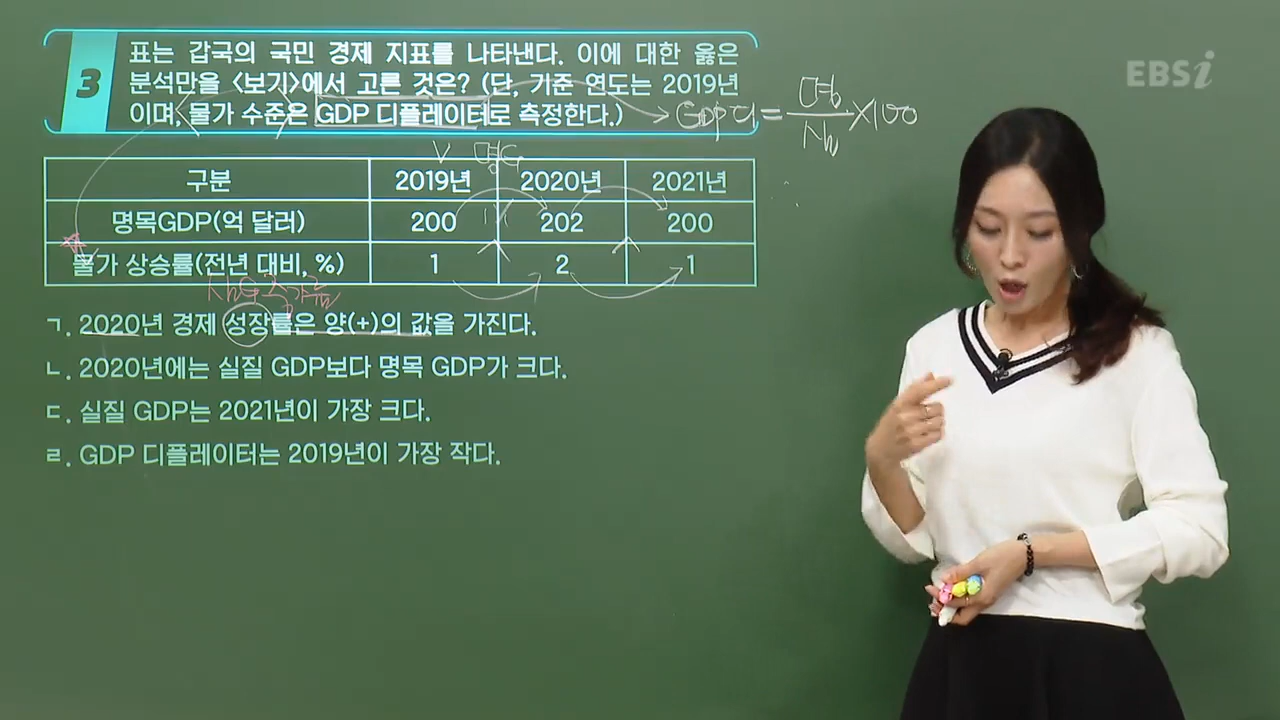 3
표는 갑국의 국민 경제 지표를 나타낸다. 이에 대한 옳은
분석만을 <보기>에서 고른 것은? (단, 기준 연도는 2019년
이며, 물가 수준은 GDP 디플레이터로 측정한다.)
EBSi
= ×100
구분 2019년 2020년 2021년
명목GDP(억 달러) 200 202 200
물가 상승률(전년 대비, %) 1 2 1
ㄱ. 2020년 경제 성장률은 양(+)의 값을 가진다.
ㄴ. 2020년에는 실질 GDP보다 명목 GDP가 크다.
ㄷ. 실질 GDP는 2021년이 가장 크다.
ㄹ. GDP 디플레이터는 2019년이 가장 작다.